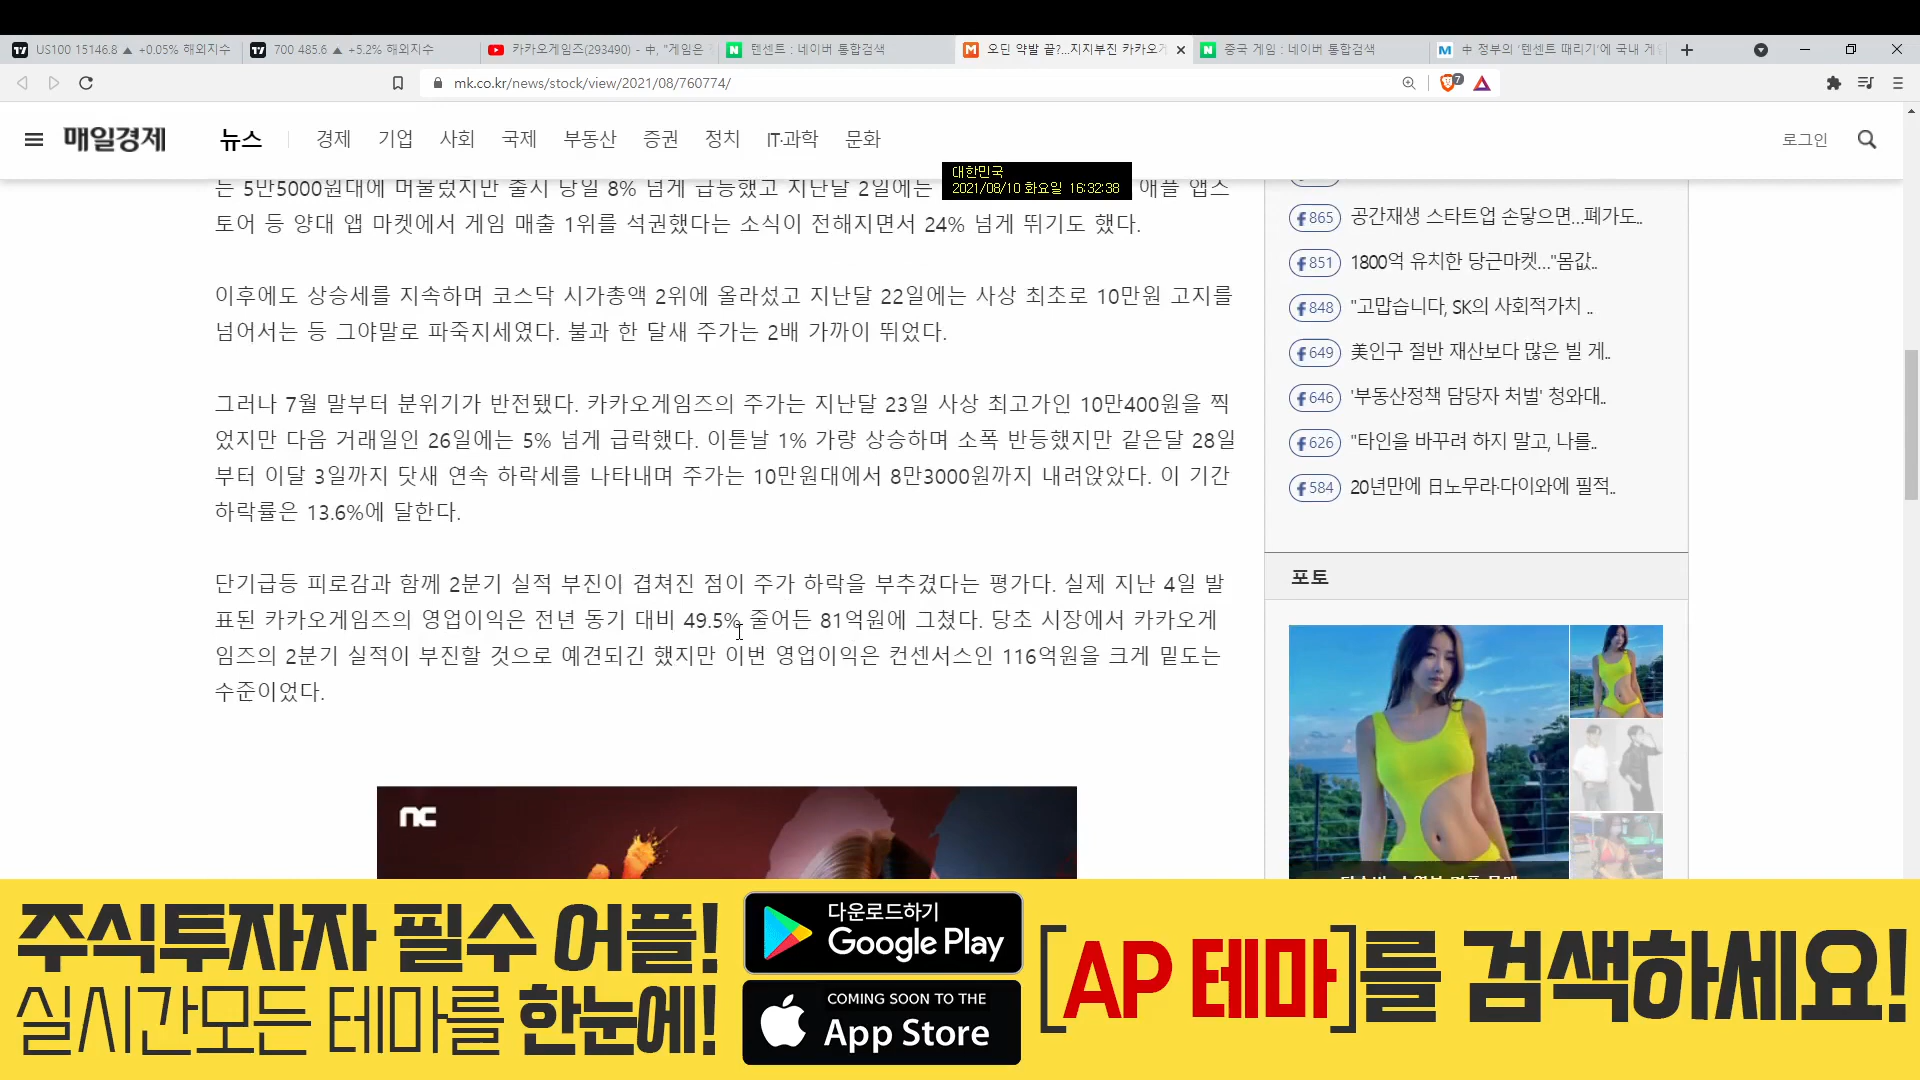 US100 15146.8 ▲ +0.05% 해외지수
700 485.6 ▲ +5.2% 해외지수
카카오게임즈(293490) - 中, "게임은
텐센트 : 네이버 통합검색
오딘 약발 끝?...지지부진 카카오게
중국 게임 : 네이버 통합검색
中 정부의 '텐센트 때리기'에 국내 게임
mk.co.kr/news/stock/view/2021/08/760774/
7
매일경제
뉴스 경제 기업 사회 국제 부동산 증권 정치 IT·과학 문화
로그인
대한민국
2021/08/10 화요일 16:32:38
는 5만5000원대에 머물렀지만 출시 당일 8% 넘게 급등했고 지난달 2일에는 애플 앱스
토어 등 양대 앱 마켓에서 게임 매출 1위를 석권했다는 소식이 전해지면서 24% 넘게 뛰기도 했다.
이후에도 상승세를 지속하며 코스닥 시가총액 2위에 올라섰고 지난달 22일에는 사상 최초로 10만원 고지를
넘어서는 등 그야말로 파죽지세였다. 불과 한 달새 주가는 2배 가까이 뛰었다.
그러나 7월 말부터 분위기가 반전됐다. 카카오게임즈의 주가는 지난달 23일 사상 최고가인 10만400원을 찍
었지만 다음 거래일인 26일에는 5% 넘게 급락했다. 이튿날 1% 가량 상승하며 소폭 반등했지만 같은달 28일
부터 이달 3일까지 닷새 연속 하락세를 나타내며 주가는 10만원대에서 8만3000원까지 내려앉았다. 이 기간
하락률은 13.6%에 달한다.
단기급등 피로감과 함께 2분기 실적 부진이 겹쳐진 점이 주가 하락을 부추겼다는 평가다. 실제 지난 4일 발
표된 카카오게임즈의 영업이익은 전년 동기 대비 49.5% 줄어든 81억원에 그쳤다. 당초 시장에서 카카오게
임즈의 2분기 실적이 부진할 것으로 예견되긴 했지만 이번 영업이익은 컨센서스인 116억원을 크게 밑도는
수준이었다.
865 공간재생 스타트업 손닿으면...폐가도..
851 1800억 유치한 당근마켓..."몸값..
848 "고맙습니다, SK의 사회적가치 ..
649 美인구 절반 재산보다 많은 빌 게..
646 '부동산정책 담당자 처벌' 청와대..
626 "타인을 바꾸려 하지 말고, 나를..
584 20년만에 日노무라·다이와에 필적..
포토
nc
주식투자자 필수 어플!
실시간모든 테마를 한눈에!
다운로드하기
Google Play
COMING SOON TO THE
App Store
[AP 테마]를 검색하세요!